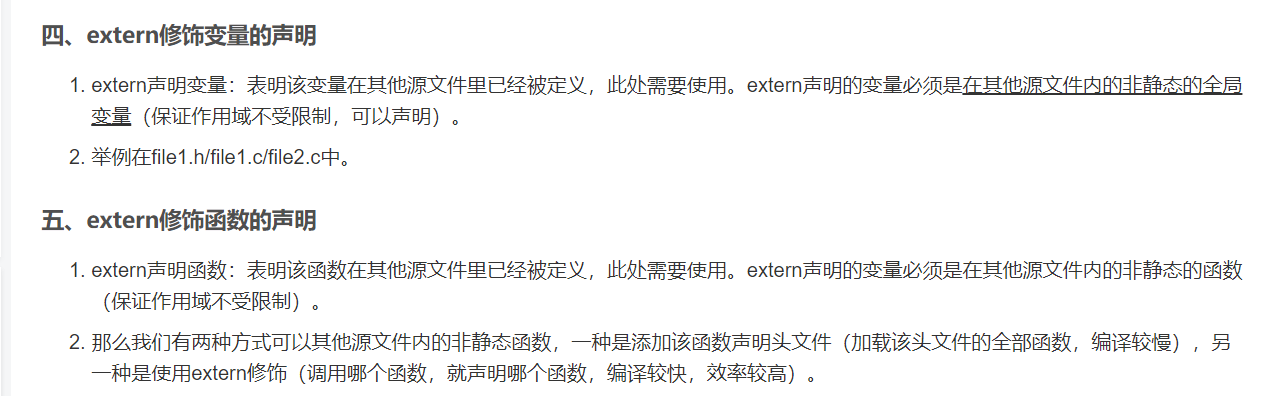 四、extern修饰变量的声明
1. extern声明变量：表明该变量在其他源文件里已经被定义，此处需要使用。extern声明的变量必须是在其他源文件内的非静态的全局
变量（保证作用域不受限制，可以声明）。
2. 举例在file1.h/file1.c/file2.c中。
五、extern修饰函数的声明
1. extern声明函数：表明该函数在其他源文件里已经被定义，此处需要使用。extern声明的变量必须是在其他源文件内的非静态的函数
（保证作用域不受限制）。
2. 那么我们有两种方式可以其他源文件内的非静态函数，一种是添加该函数声明头文件（加载该头文件的全部函数，编译较慢），另
一种是使用extern修饰（调用哪个函数，就声明哪个函数，编译较快，效率较高）。